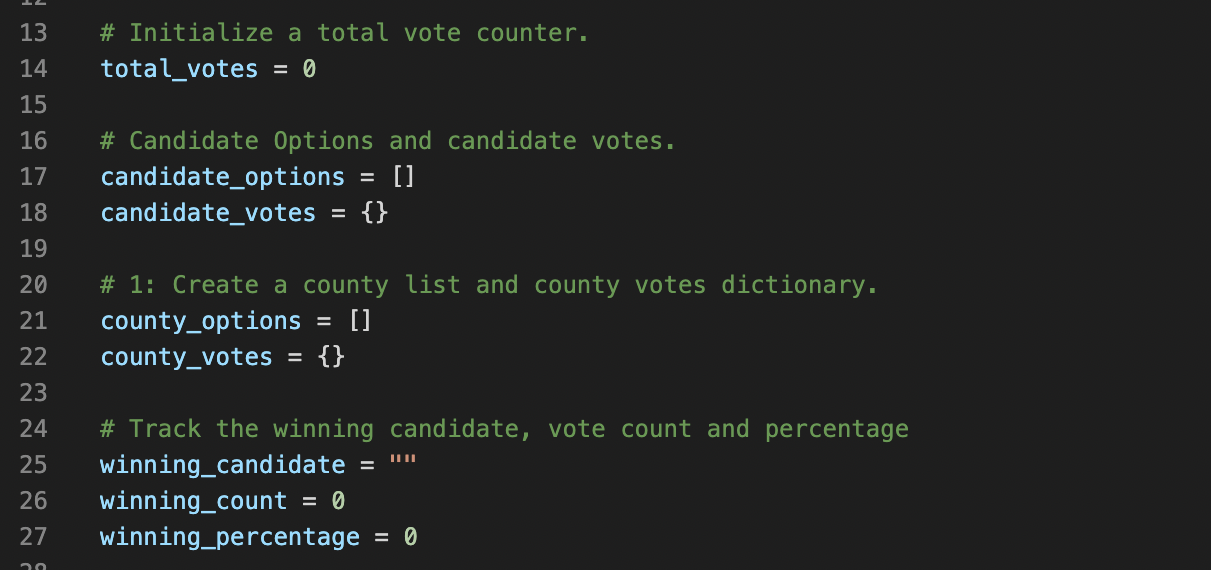 12
13 # Initialize a total vote counter.
14 total_votes = 0
15
16 # Candidate Options and candidate votes.
17 candidate_options = []
18 candidate_votes = {}
19
20 # 1: Create a county list and county votes dictionary.
21 county_options = []
22 county_votes = {}
23
24 # Track the winning candidate, vote count and percentage
25 winning_candidate = ""
26 winning_count = 0
27 winning_percentage = 0
28